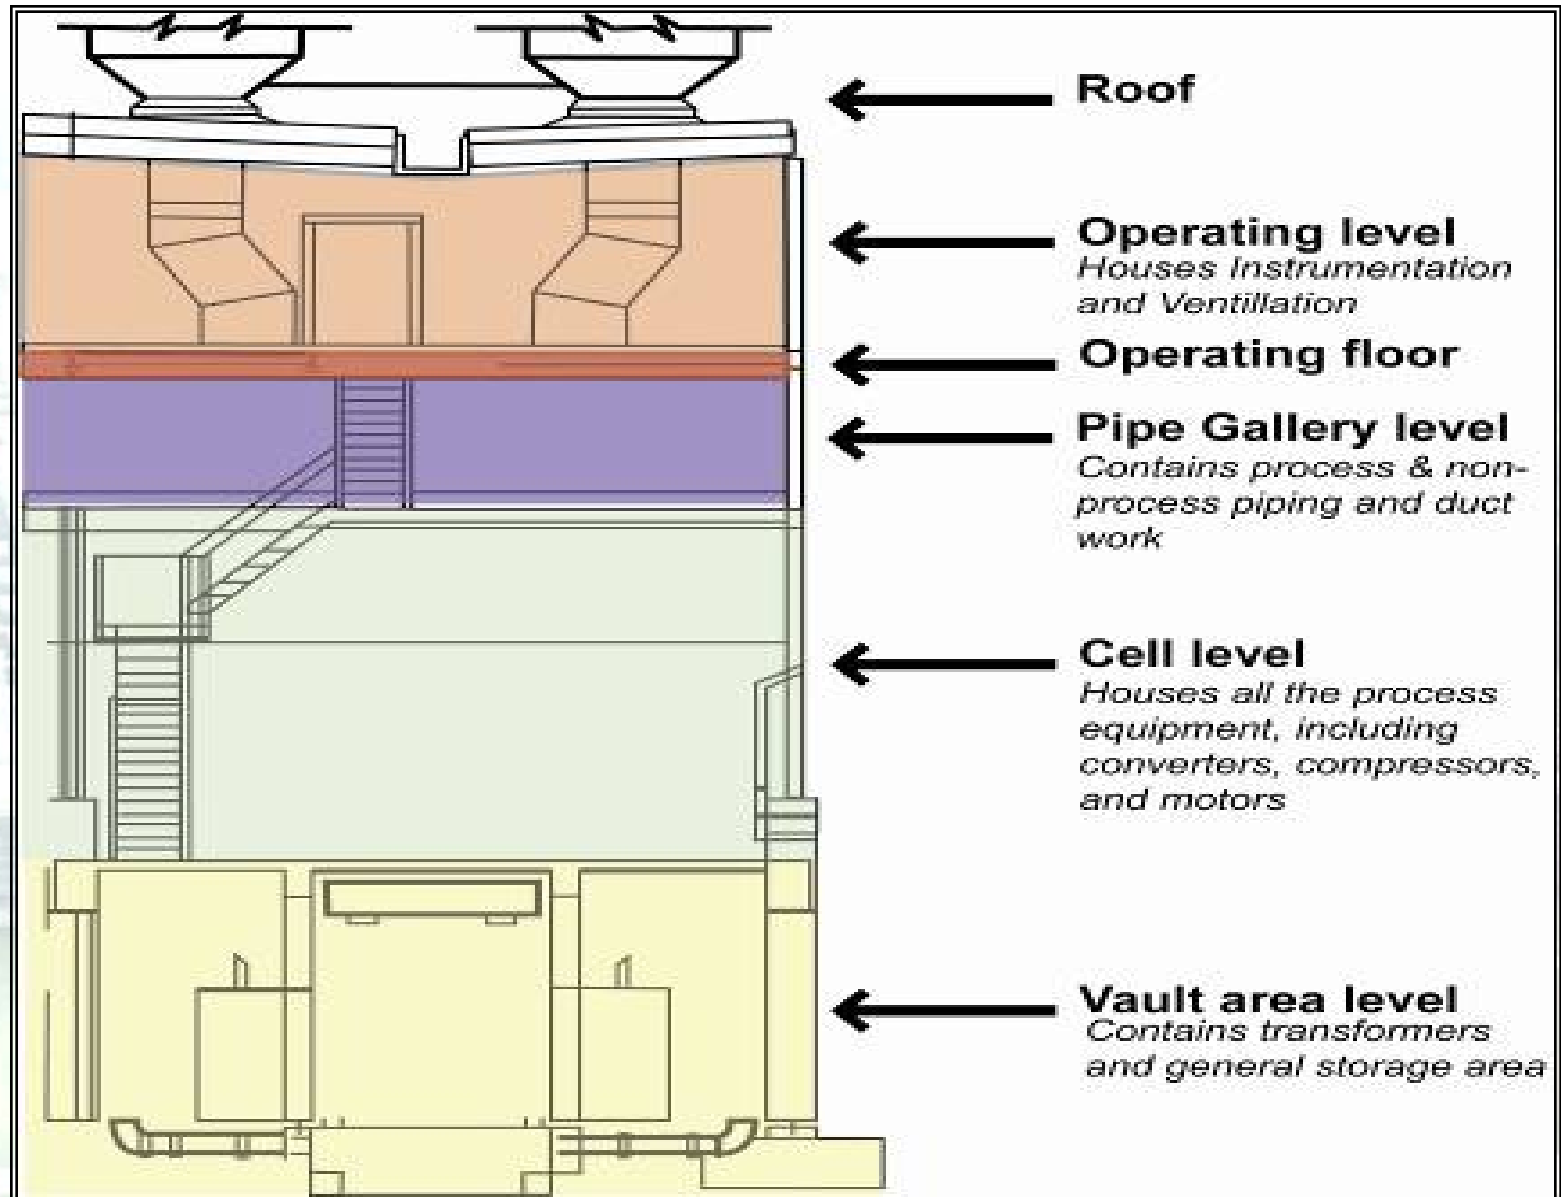 Roof
Operating level
Houses Instrumentation
and Ventillation
Operating floor
Pipe Gallery level
Contains process & non-
process piping and duct
work
Cell level
Houses all the process
equipment, including
converters, compressors,
and motors
Vault area level
Contains transformers
and general storage area